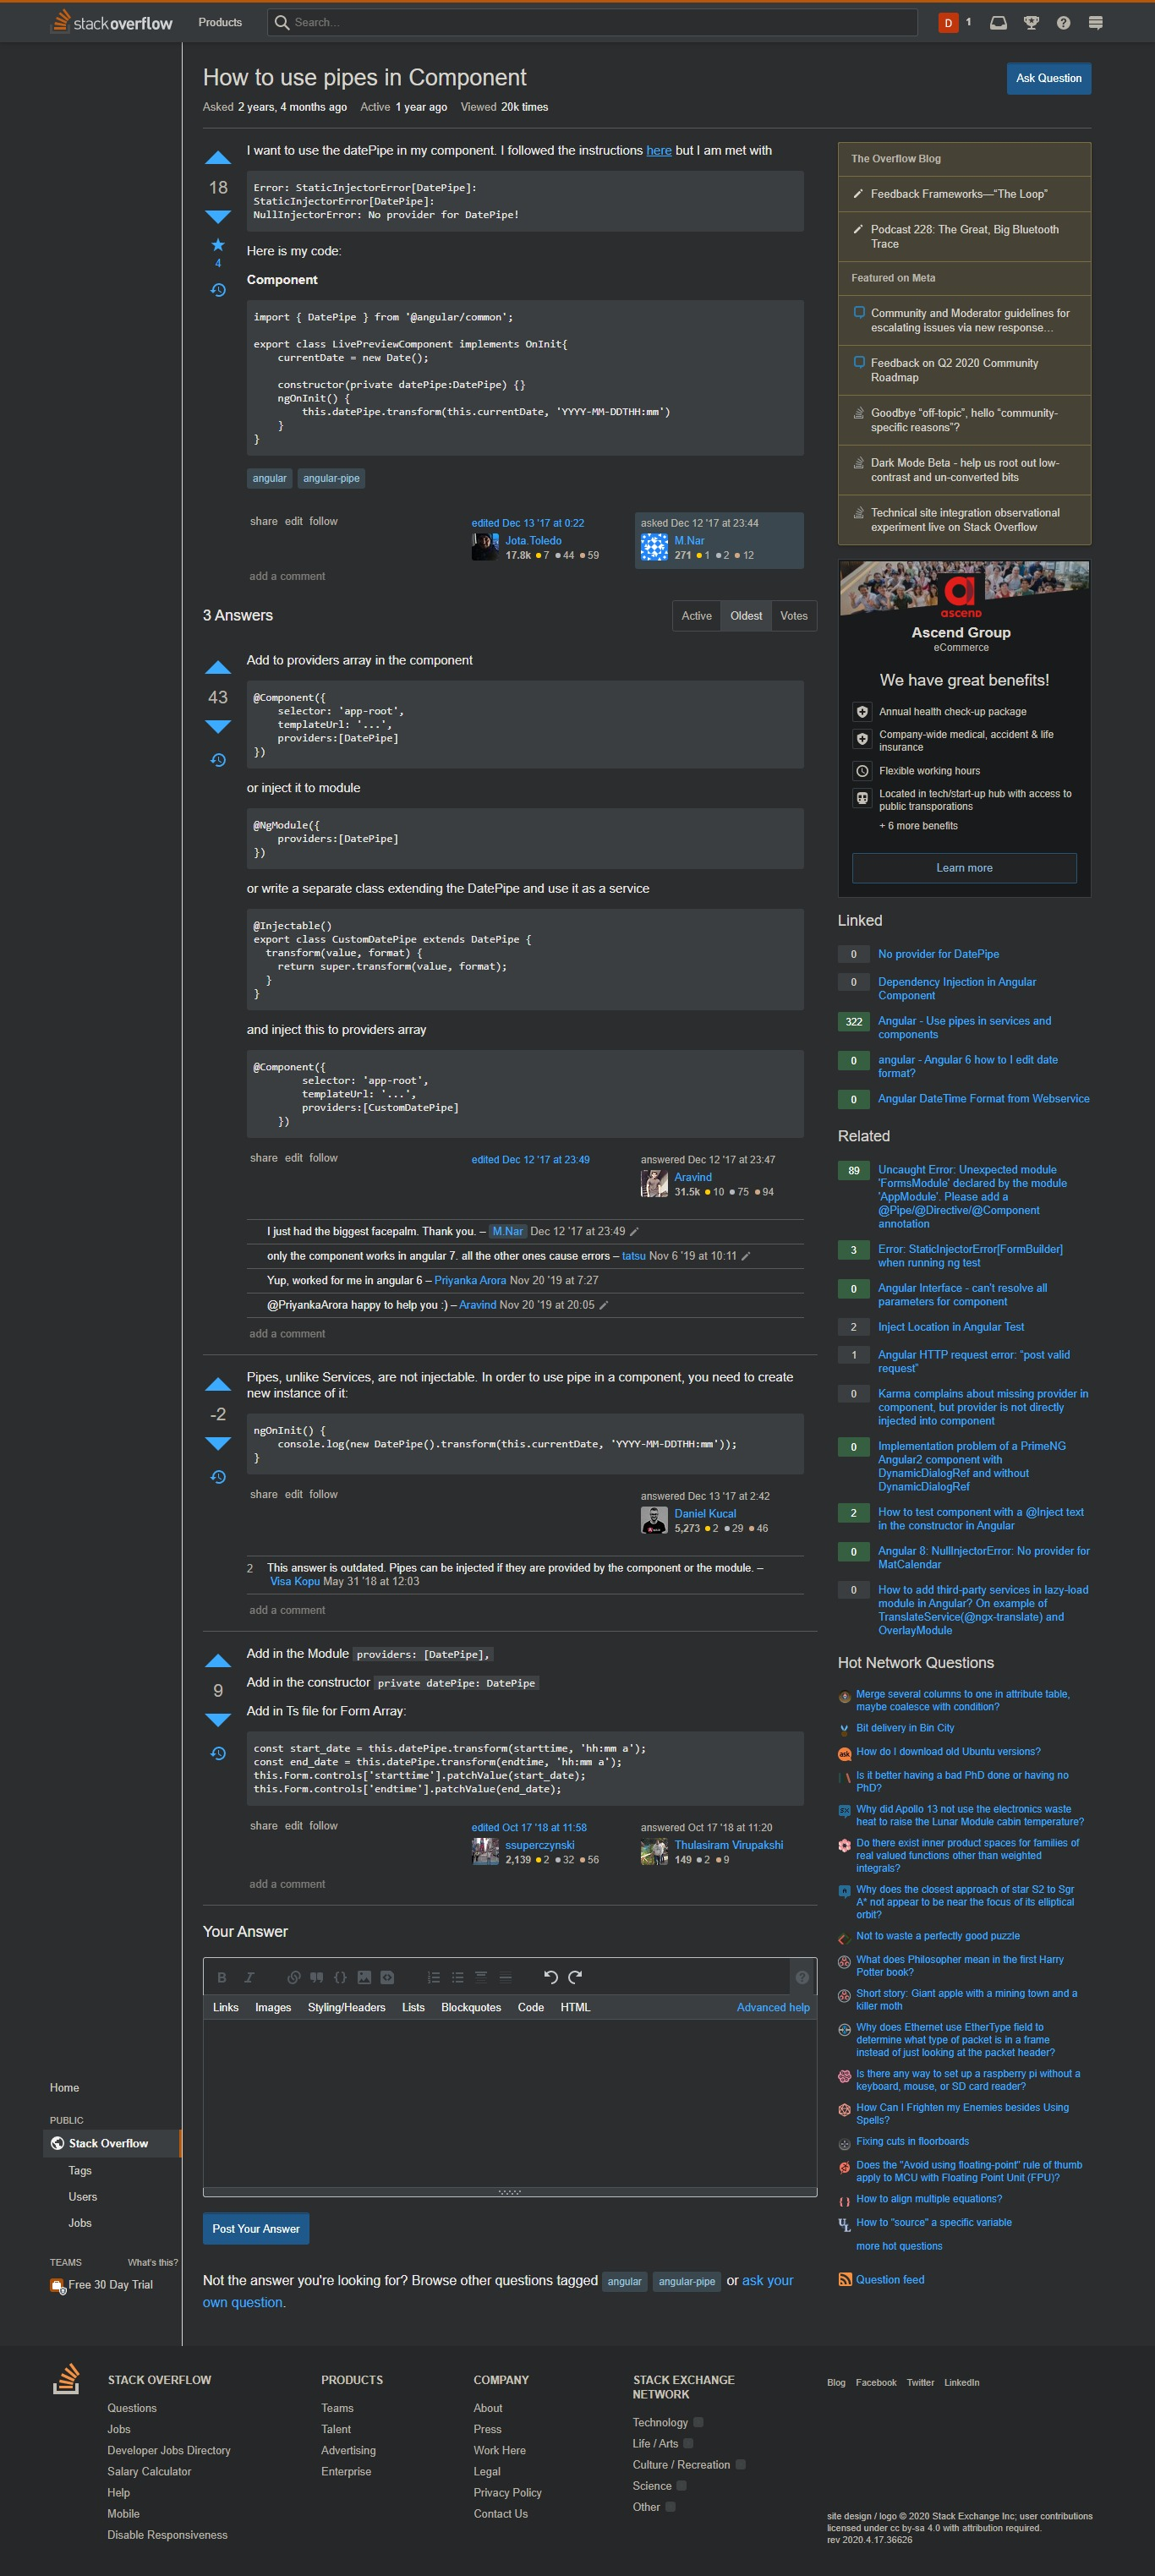 stackoverflow
Products
Search...
D
1
How to use pipes in Component
Ask Question
Asked 2 years, 4 months ago Active 1 year ago Viewed 20k times
18
4
I want to use the datePipe in my component. I followed the instructions here but I am met with
Error: StaticInjectorError[DatePipe]:
StaticInjectorError[DatePipe]:
NullInjectorError: No provider for DatePipe!
Here is my code:
Component
import { DatePipe } from '@angular/common';
export class LivePreviewComponent implements OnInit{
currentDate = new Date();
constructor(private datePipe:DatePipe) {}
ngOnInit() {
this.datePipe.transform(this.currentDate, 'YYYY-MM-DDTHH:mm')
}
}
angular angular-pipe
share edit follow
edited Dec 13 '17 at 0:22
Jota.Toledo
17.8k 7 44 59
asked Dec 12 '17 at 23:44
M.Nar
271 1 2 12
add a comment
3 Answers
Active Oldest Votes
43
Add to providers array in the component
@Component({
selector: 'app-root',
templateUrl: '...',
providers:[DatePipe]
})
or inject it to module
@NgModule({
providers:[DatePipe]
})
or write a separate class extending the DatePipe and use it as a service
@Injectable()
export class CustomDatePipe extends DatePipe {
transform(value, format) {
return super.transform(value, format);
}
}
and inject this to providers array
@Component({
selector: 'app-root',
templateUrl: '...',
providers:[CustomDatePipe]
})
share edit follow
edited Dec 12 '17 at 23:49
answered Dec 12 '17 at 23:47
Aravind
31.5k 10 75 94
I just had the biggest facepalm. Thank you. – M.Nar Dec 12 '17 at 23:49
only the component works in angular 7. all the other ones cause errors – tatsu Nov 6 '19 at 10:11
Yup, worked for me in angular 6 – Priyanka Arora Nov 20 '19 at 7:27
@PriyankaArora happy to help you :) – Aravind Nov 20 '19 at 20:05
add a comment
-2
Pipes, unlike Services, are not injectable. In order to use pipe in a component, you need to create
new instance of it:
ngOnInit() {
console.log(new DatePipe().transform(this.currentDate, 'YYYY-MM-DDTHH:mm'));
}
share edit follow
answered Dec 13 '17 at 2:42
Daniel Kucal
5,273 2 29 46
2 This answer is outdated. Pipes can be injected if they are provided by the component or the module. –
Visa Kopu May 31 '18 at 12:03
add a comment
9
Add in the Module providers: [DatePipe],
Add in the constructor private datePipe: DatePipe
Add in Ts file for Form Array:
const start_date = this.datePipe.transform(starttime, 'hh:mm a');
const end_date = this.datePipe.transform(endtime, 'hh:mm a');
this.Form.controls['starttime'].patchValue(start_date);
this.Form.controls['endtime'].patchValue(end_date);
share edit follow
edited Oct 17 '18 at 11:58
ssuperczynski
2,139 2 32 56
answered Oct 17 '18 at 11:20
Thulasiram Virupakshi
149 2 9
add a comment
Your Answer
B I
Links Images Styling/Headers Lists Blockquotes Code HTML Advanced help
Post Your Answer
Not the answer you're looking for? Browse other questions tagged angular angular-pipe or ask your
own question.
The Overflow Blog
Feedback Frameworks—“The Loop”
Podcast 228: The Great, Big Bluetooth
Trace
Featured on Meta
Community and Moderator guidelines for
escalating issues via new response…
Feedback on Q2 2020 Community
Roadmap
Goodbye “off-topic”, hello “community-
specific reasons”?
Dark Mode Beta - help us root out low-
contrast and un-converted bits
Technical site integration observational
experiment live on Stack Overflow
ascend
Ascend Group
eCommerce
We have great benefits!
Annual health check-up package
Company-wide medical, accident & life
insurance
Flexible working hours
Located in tech/start-up hub with access to
public transporations
+ 6 more benefits
Learn more
Linked
0 No provider for DatePipe
0 Dependency Injection in Angular
Component
322 Angular - Use pipes in services and
components
0 angular - Angular 6 how to I edit date
format?
0 Angular DateTime Format from Webservice
Related
89 Uncaught Error: Unexpected module
'FormsModule' declared by the module
'AppModule'. Please add a
@Pipe/@Directive/@Component
annotation
3 Error: StaticInjectorError[FormBuilder]
when running ng test
0 Angular Interface - can't resolve all
parameters for component
2 Inject Location in Angular Test
1 Angular HTTP request error: "post valid
request"
0 Karma complains about missing provider in
component, but provider is not directly
injected into component
0 Implementation problem of a PrimeNG
Angular2 component with
DynamicDialogRef and without
DynamicDialogRef
2 How to test component with a @Inject text
in the constructor in Angular
0 Angular 8: NullInjectorError: No provider for
MatCalendar
0 How to add third-party services in lazy-load
module in Angular? On example of
TranslateService(@ngx-translate) and
OverlayModule
Hot Network Questions
Merge several columns to one in attribute table,
maybe coalesce with condition?
Bit delivery in Bin City
How do I download old Ubuntu versions?
Is it better having a bad PhD done or having no
PhD?
Why did Apollo 13 not use the electronics waste
heat to raise the Lunar Module cabin temperature?
Do there exist inner product spaces for families of
real valued functions other than weighted
integrals?
Why does the closest approach of star S2 to Sgr
A* not appear to be near the focus of its elliptical
orbit?
Not to waste a perfectly good puzzle
What does Philosopher mean in the first Harry
Potter book?
Short story: Giant apple with a mining town and a
killer moth
Why does Ethernet use EtherType field to
determine what type of packet is in a frame
instead of just looking at the packet header?
Is there any way to set up a raspberry pi without a
keyboard, mouse, or SD card reader?
How Can I Frighten my Enemies besides Using
Spells?
Fixing cuts in floorboards
Does the "Avoid using floating-point" rule of thumb
apply to MCU with Floating Point Unit (FPU)?
How to align multiple equations?
How to "source" a specific variable
more hot questions
Question feed
Home
PUBLIC
Stack Overflow
Tags
Users
Jobs
TEAMS What's this?
Free 30 Day Trial
STACK OVERFLOW
Questions
Jobs
Developer Jobs Directory
Salary Calculator
Help
Mobile
Disable Responsiveness
PRODUCTS
Teams
Talent
Advertising
Enterprise
COMPANY
About
Press
Work Here
Legal
Privacy Policy
Contact Us
STACK EXCHANGE
NETWORK
Technology
Life / Arts
Culture / Recreation
Science
Other
Blog Facebook Twitter LinkedIn
site design / logo © 2020 Stack Exchange Inc; user contributions
licensed under cc by-sa 4.0 with attribution required.
rev 2020.4.17.36626